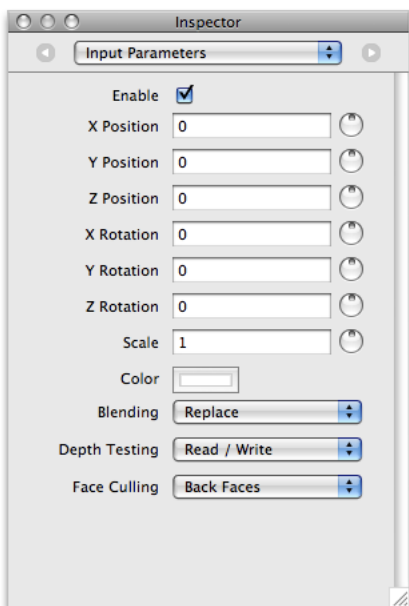 Inspector
Input Parameters
Enable
X Position 0
Y Position 0
Z Position 0
X Rotation 0
Y Rotation 0
Z Rotation 0
Scale 1
Color
Blending Replace
Depth Testing Read / Write
Face Culling Back Faces